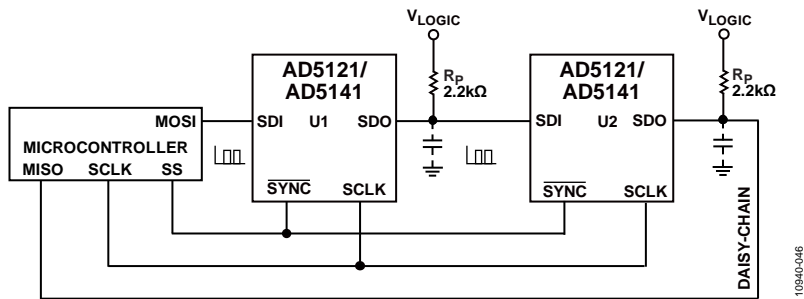 VLOGIC
VLOGIC
AD5121/
AD5141
RP
2.2kΩ
AD5121/
AD5141
RP
2.2kΩ
MOSI
SDI
U1
SDO
SDI
U2
SDO
MICROCONTROLLER
MISO
SCLK
SS
SYNC
SCLK
SYNC
SCLK
DAISY-CHAIN
10940-046